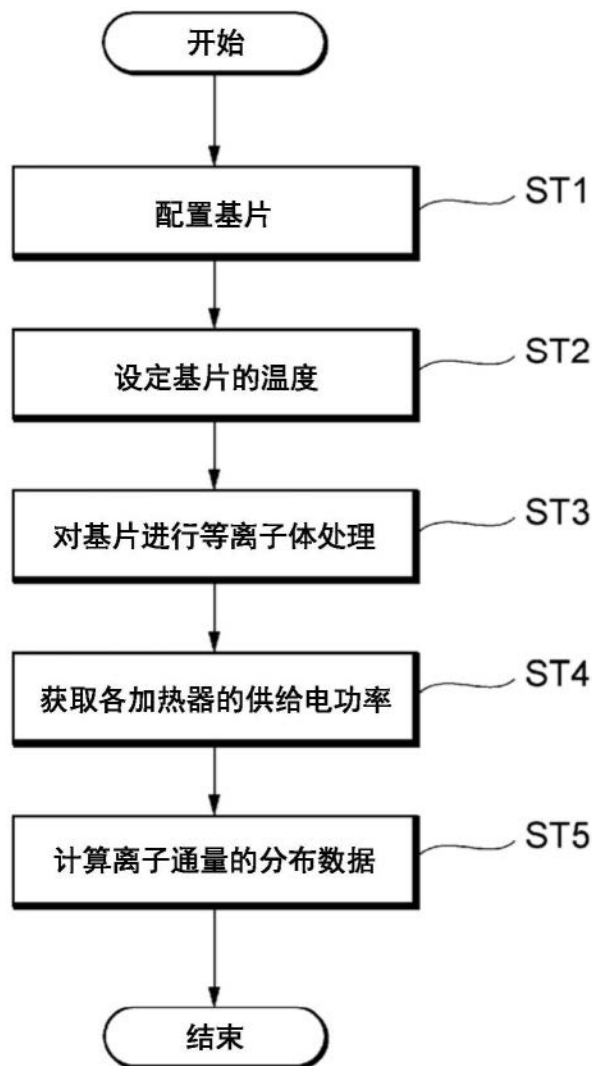 开始
配置基片
ST1
设定基片的温度
ST2
对基片进行等离子体处理
ST3
获取各加热器的供给电功率
ST4
计算离子通量的分布数据
ST5
结束